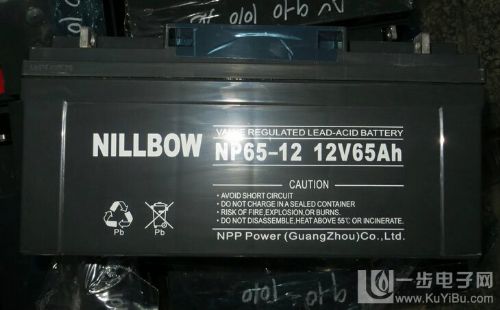 NILLBOW
VALVE REGULATED LEAD-ACID BATTERY
NP65-12 12V65Ah
CAUTION
• AVOID SHORT CIRCUIT
• DO NOT CHARGE IN A SEALED CONTAINER
• RISK OF FIRE,EXPLOSION,OR BURNS.
• DO NOT DISASSEMBLE,HEAT ABOVE 55℃ OR INCINERATE.
Pb
Pb
NPP Power (GuangZhou)Co.,Ltd.
一步电子网
www.KuYiBu.com